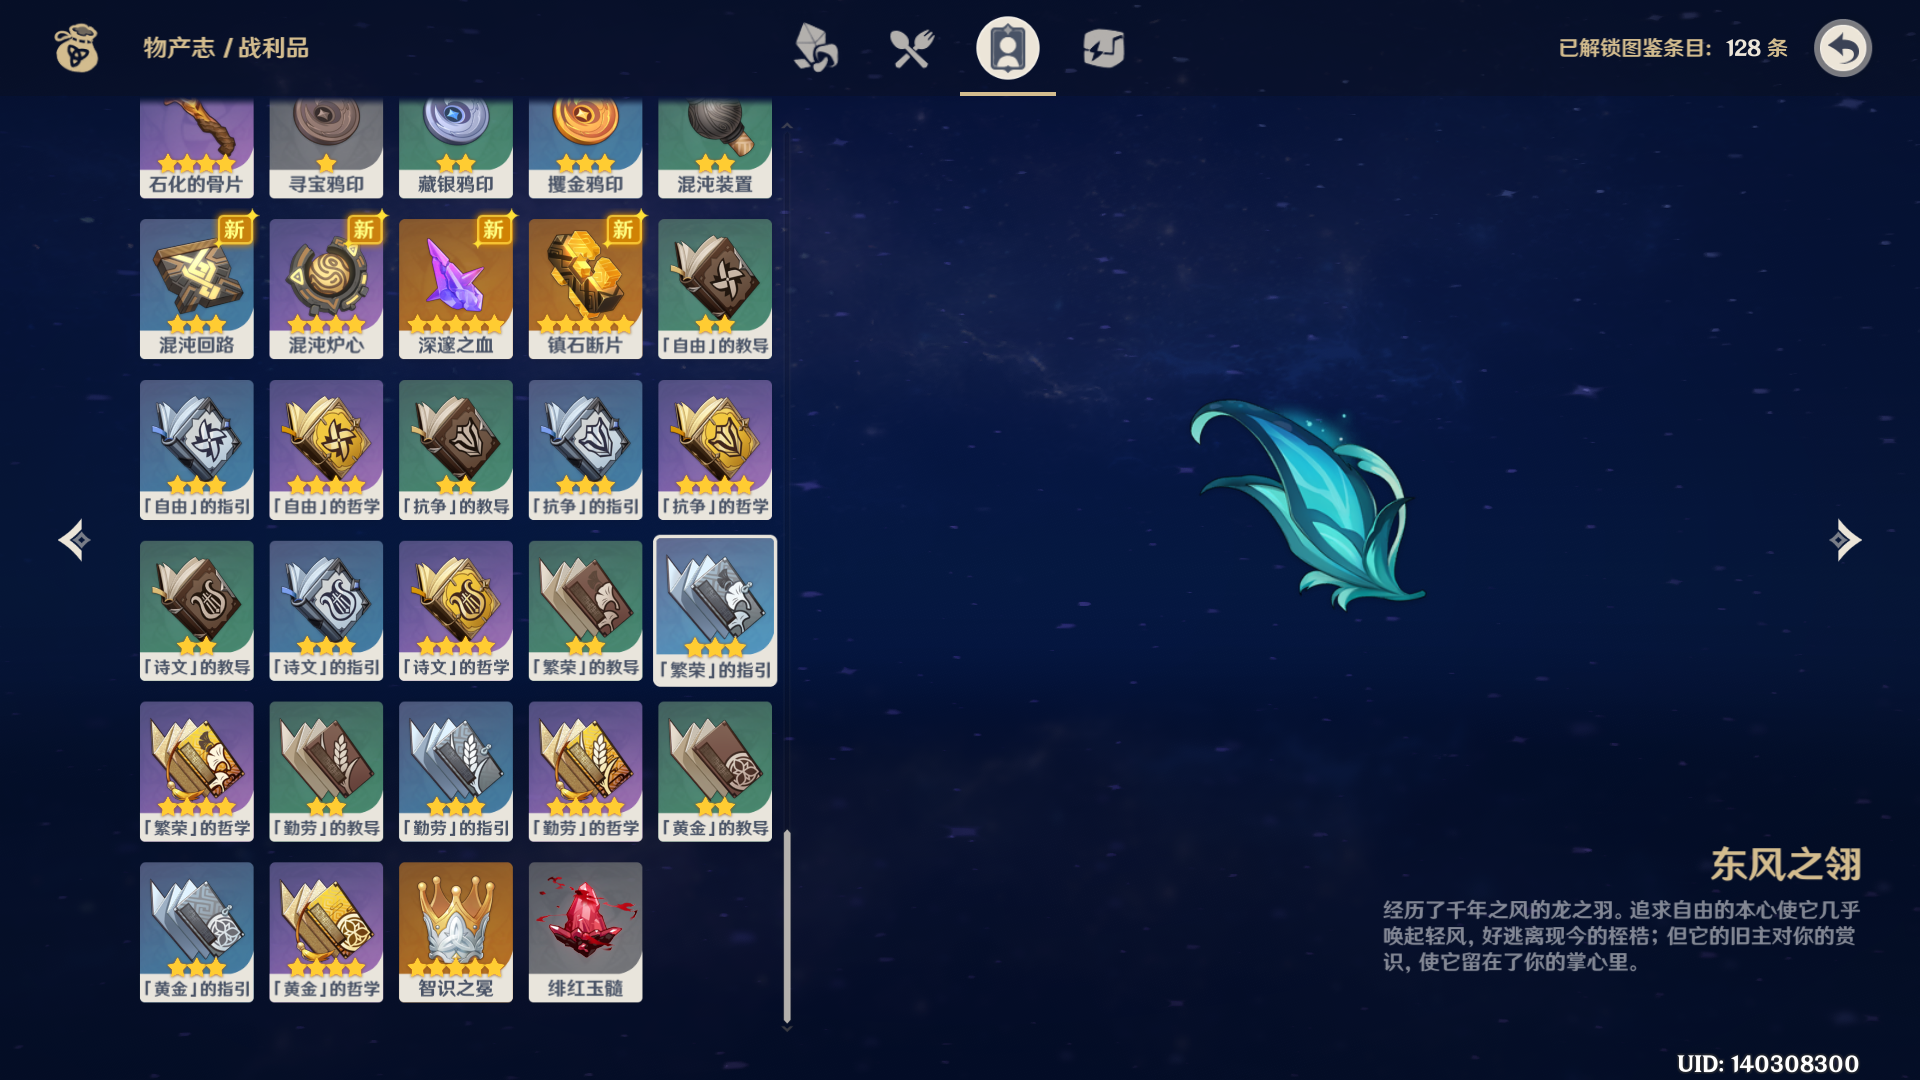 物产志 / 战利品
已解锁图鉴条目: 128 条
石化的骨片
寻宝鸦印
藏银鸦印
攫金鸦印
混沌装置
新
新
新
新
混沌回路
混沌炉心
深邃之血
镇石断片
「自由」的教导
「自由」的指引
「自由」的哲学
「抗争」的教导
「抗争」的指引
「抗争」的哲学
「诗文」的教导
「诗文」的指引
「诗文」的哲学
「繁荣」的教导
「繁荣」的指引
「繁荣」的哲学
「勤劳」的教导
「勤劳」的指引
「勤劳」的哲学
「黄金」的教导
「黄金」的指引
「黄金」的哲学
智识之冕
绯红玉髓
东风之翎
经历了千年之风的龙之羽。追求自由的本心使它几乎
唤起轻风, 好逃离现今的桎梏; 但它的旧主对你的赏
识, 使它留在了你的掌心里。
UID: 140308300